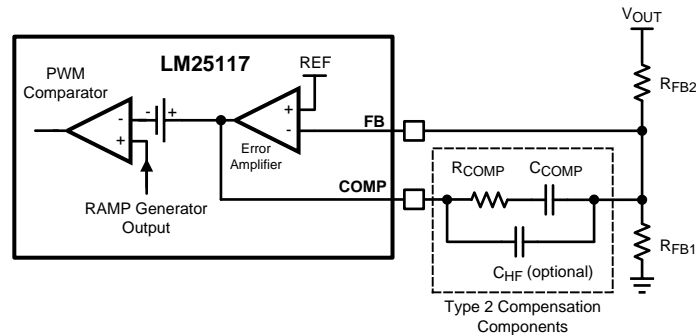 VOUT
LM25117
REF
RFB2
PWM
Comparator
- +
-
+
+
-
Error
Amplifier
FB
COMP
RCOMP
CCOMP
RAMP Generator
Output
RFB1
CHF (optional)
Type 2 Compensation
Components